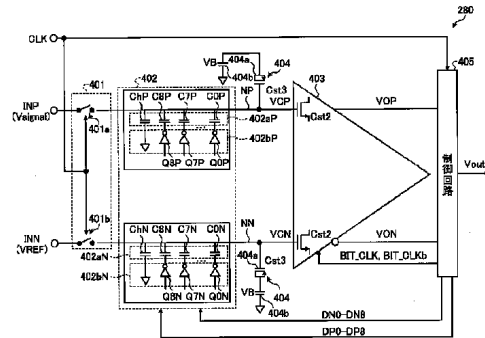 280
CLK
404a
404
VB
404b
405
401
402
NP
Cst3
403
INP
(Vsignal)
ChP C8P C7P C0P
VCP
Cst2
VOP
401a
402aP
402bP
Q8P Q7P Q0P
制御回路
Vout
401b
ChN C8N C7N C0N
NN
VCN
Cst2
VON
INN
(VREF)
404a
Cst3
BIT_CLK, BIT_CLKb
402aN
402bN
404
VB
404b
Q8N Q7N Q0N
DN0-DN8
DP0-DP8